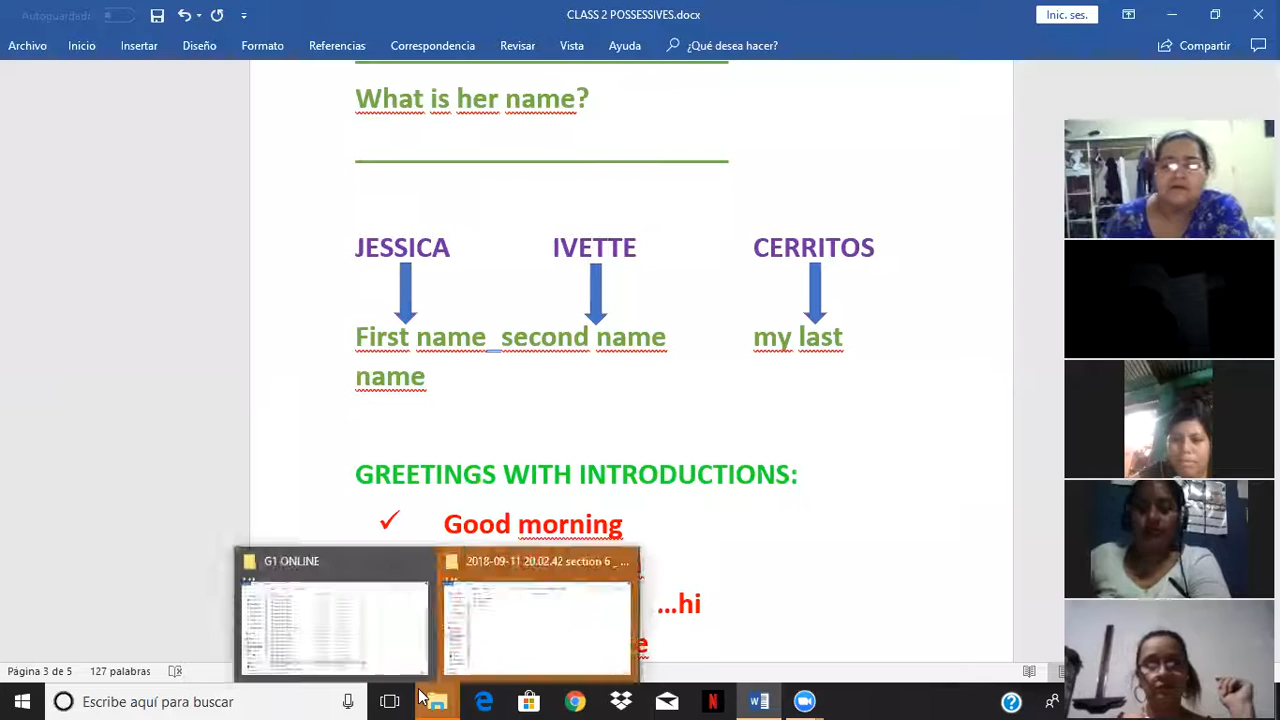 Autoguardado CLASS 2 POSSESSIVES.docx Inic. ses.
Archivo Inicio Insertar Diseño Formato Referencias Correspondencia Revisar Vista Ayuda ¿Qué desea hacer? Compartir
What is her name?
JESSICA IVETTE CERRITOS
First name second name my last
name
GREETINGS WITH INTRODUCTIONS:
✓ Good morning
...hi
G1 ONLINE 2018-09-11 20.02.42 section 6 _ ...
Página 3 de 5 127 palabras
Escribe aquí para buscar